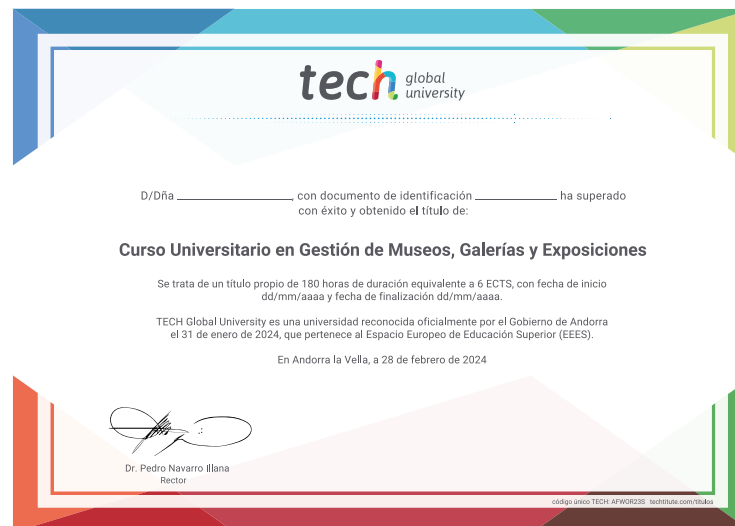 tech global university
D/Dña ____________, con documento de identificación ____________ ha superado
con éxito y obtenido el título de:
Curso Universitario en Gestión de Museos, Galerías y Exposiciones
Se trata de un título propio de 180 horas de duración equivalente a 6 ECTS, con fecha de inicio
dd/mm/aaaa y fecha de finalización dd/mm/aaaa.
TECH Global University es una universidad reconocida oficialmente por el Gobierno de Andorra
el 31 de enero de 2024, que pertenece al Espacio Europeo de Educación Superior (EEES).
En Andorra la Vella, a 28 de febrero de 2024
Dr. Pedro Navarro Illana
Rector
código único TECH: AFWOR23S techtitute.com/titulos